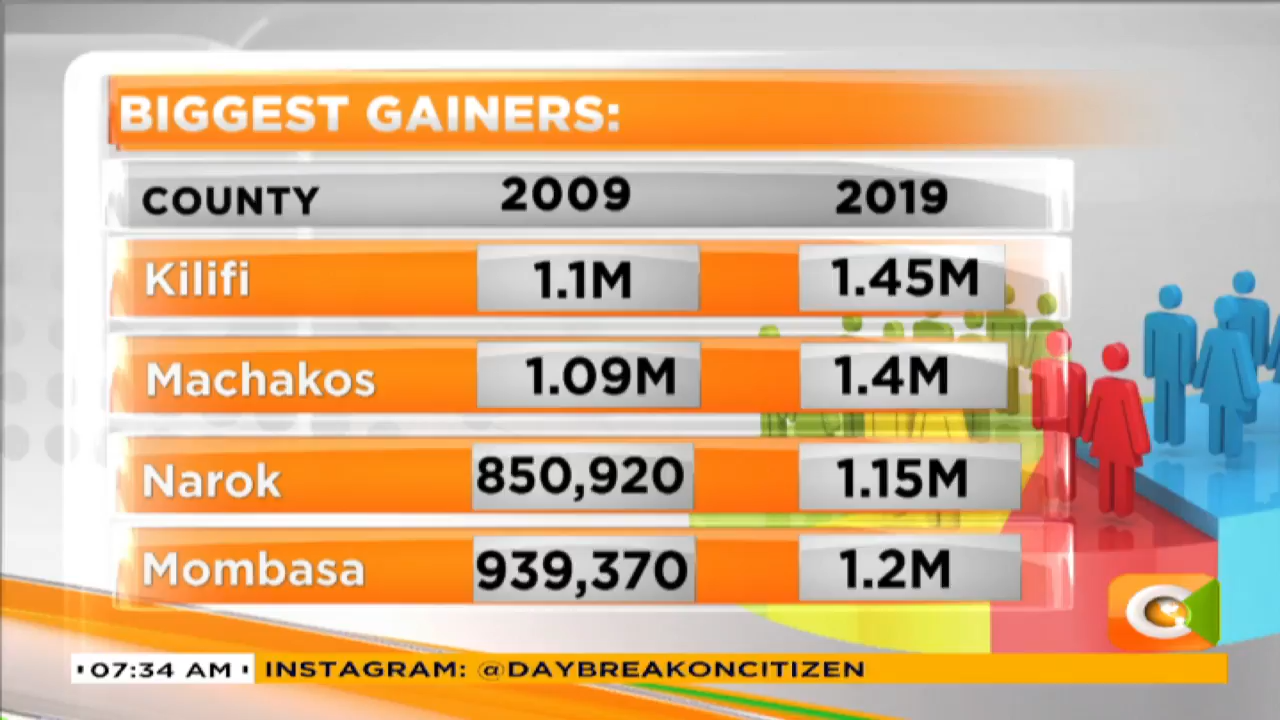 BIGGEST GAINERS:
COUNTY 2009 2019
Kilifi 1.1M 1.45M
Machakos 1.09M 1.4M
Narok 850,920 1.15M
Mombasa 939,370 1.2M
07:34 AM INSTAGRAM: @DAYBREAKONCITIZEN